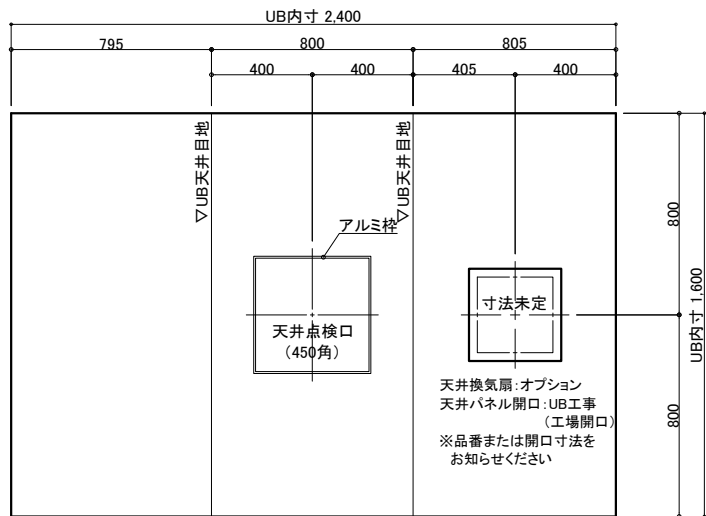 UB内寸 2,400
795
800
805
400
400
405
400
▽UB天井目地
▽UB天井目地
アルミ枠
天井点検口
(450角)
寸法未定
天井換気扇:オプション
天井パネル開口:UB工事
(工場開口)
※品番または開口寸法を
お知らせください
800
UB内寸 1,600
800